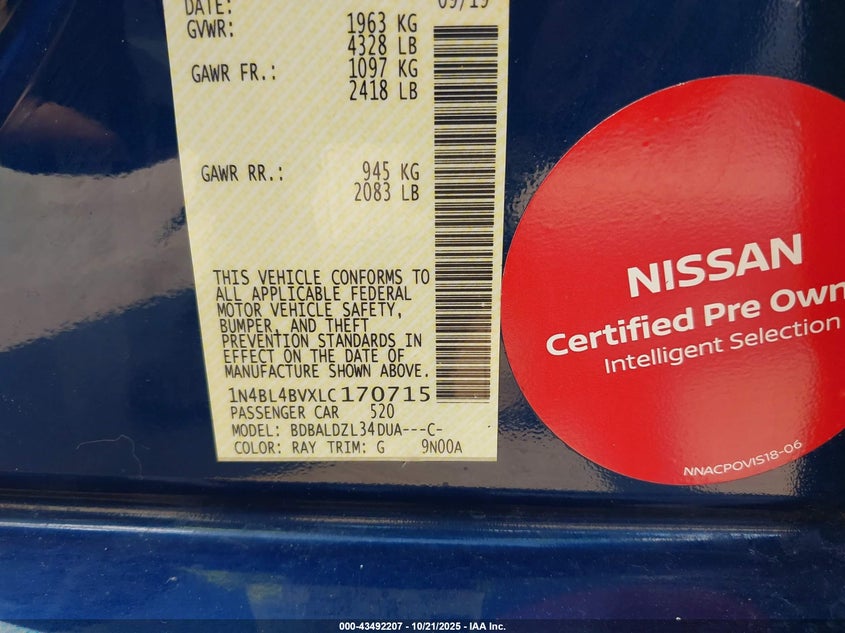 DATE: 09/19
GVWR: 1963 KG
4328 LB
GAWR FR.: 1097 KG
2418 LB
GAWR RR.: 945 KG
2083 LB
THIS VEHICLE CONFORMS TO
ALL APPLICABLE FEDERAL
MOTOR VEHICLE SAFETY,
BUMPER, AND THEFT
PREVENTION STANDARDS IN
EFFECT ON THE DATE OF
MANUFACTURE SHOWN ABOVE.
1N4BL4BVXLC170715
PASSENGER CAR 520
MODEL: BDBALDZL34DUA---C-
COLOR: RAY TRIM: G 9N00A
NISSAN
Certified Pre Own
Intelligent Selection
NNACPOVIS18-06
000-43492207 - 10/21/2025 - IAA Inc.